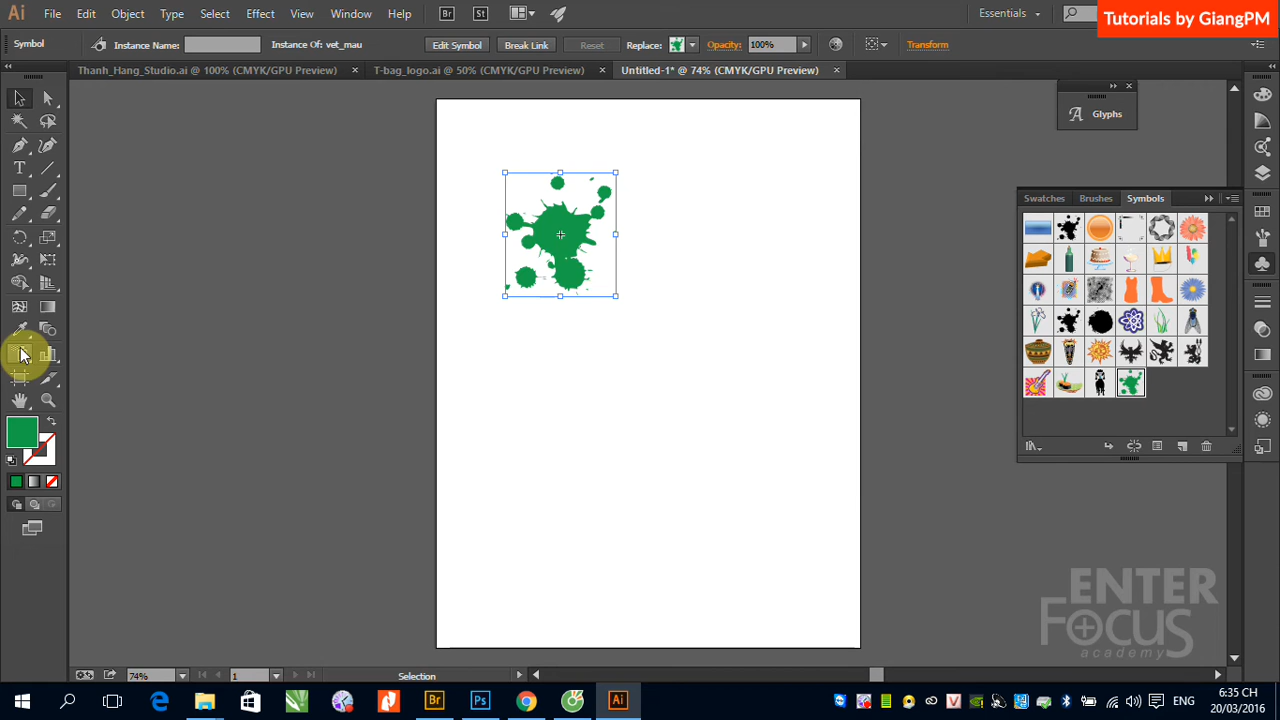 Ai File Edit Object Type Select Effect View Window Help Br St Essentials
Tutorials by GiangPM
Symbol Instance Name: Instance Of: vet_mau Edit Symbol Break Link Reset Replace: Opacity: 100% Transform
Thanh_Hang_Studio.ai @ 100% (CMYK/GPU Preview) × T-bag_logo.ai @ 50% (CMYK/GPU Preview) × Untitled-1* @ 74% (CMYK/GPU Preview) ×
A Glyphs
Swatches Brushes Symbols
T
ENTER
FOCUS
academy
74% 1 Selection
Br Ps Ai ENG 6:35 CH
20/03/2016